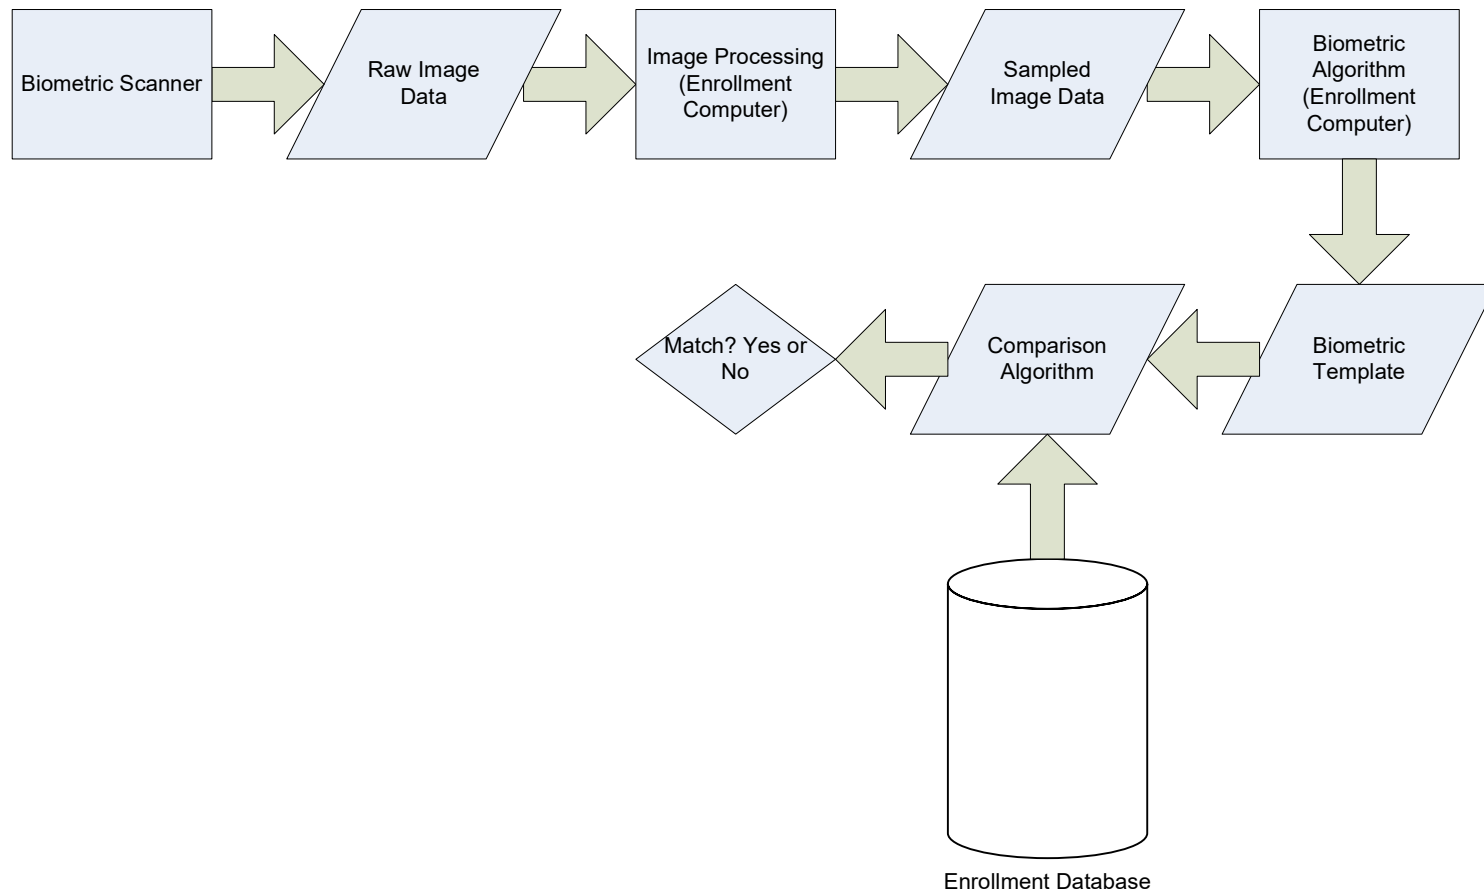 Biometric Scanner
Raw Image
Data
Image Processing
(Enrollment
Computer)
Sampled
Image Data
Biometric
Algorithm
(Enrollment
Computer)
Match? Yes or
No
Comparison
Algorithm
Biometric
Template
Enrollment Database